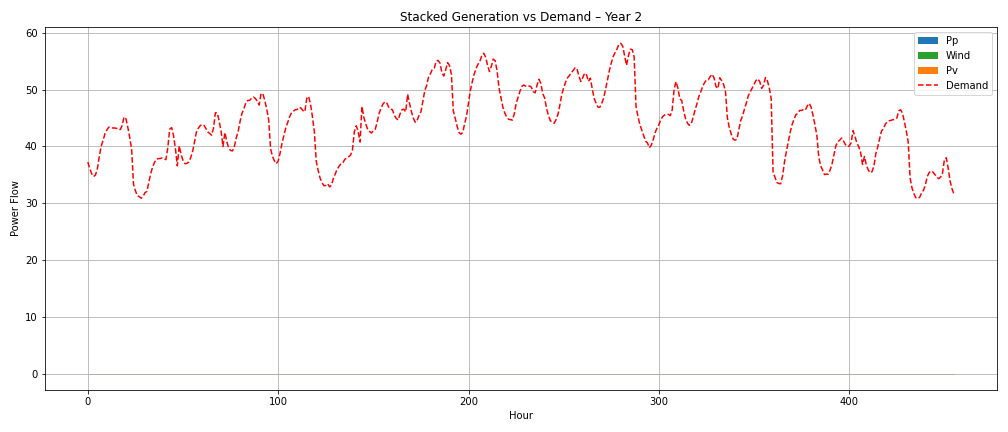 Stacked Generation vs Demand – Year 2
Pp
Wind
Pv
Demand
60
50
40
30
20
10
0
Power Flow
0 100 200 300 400
Hour